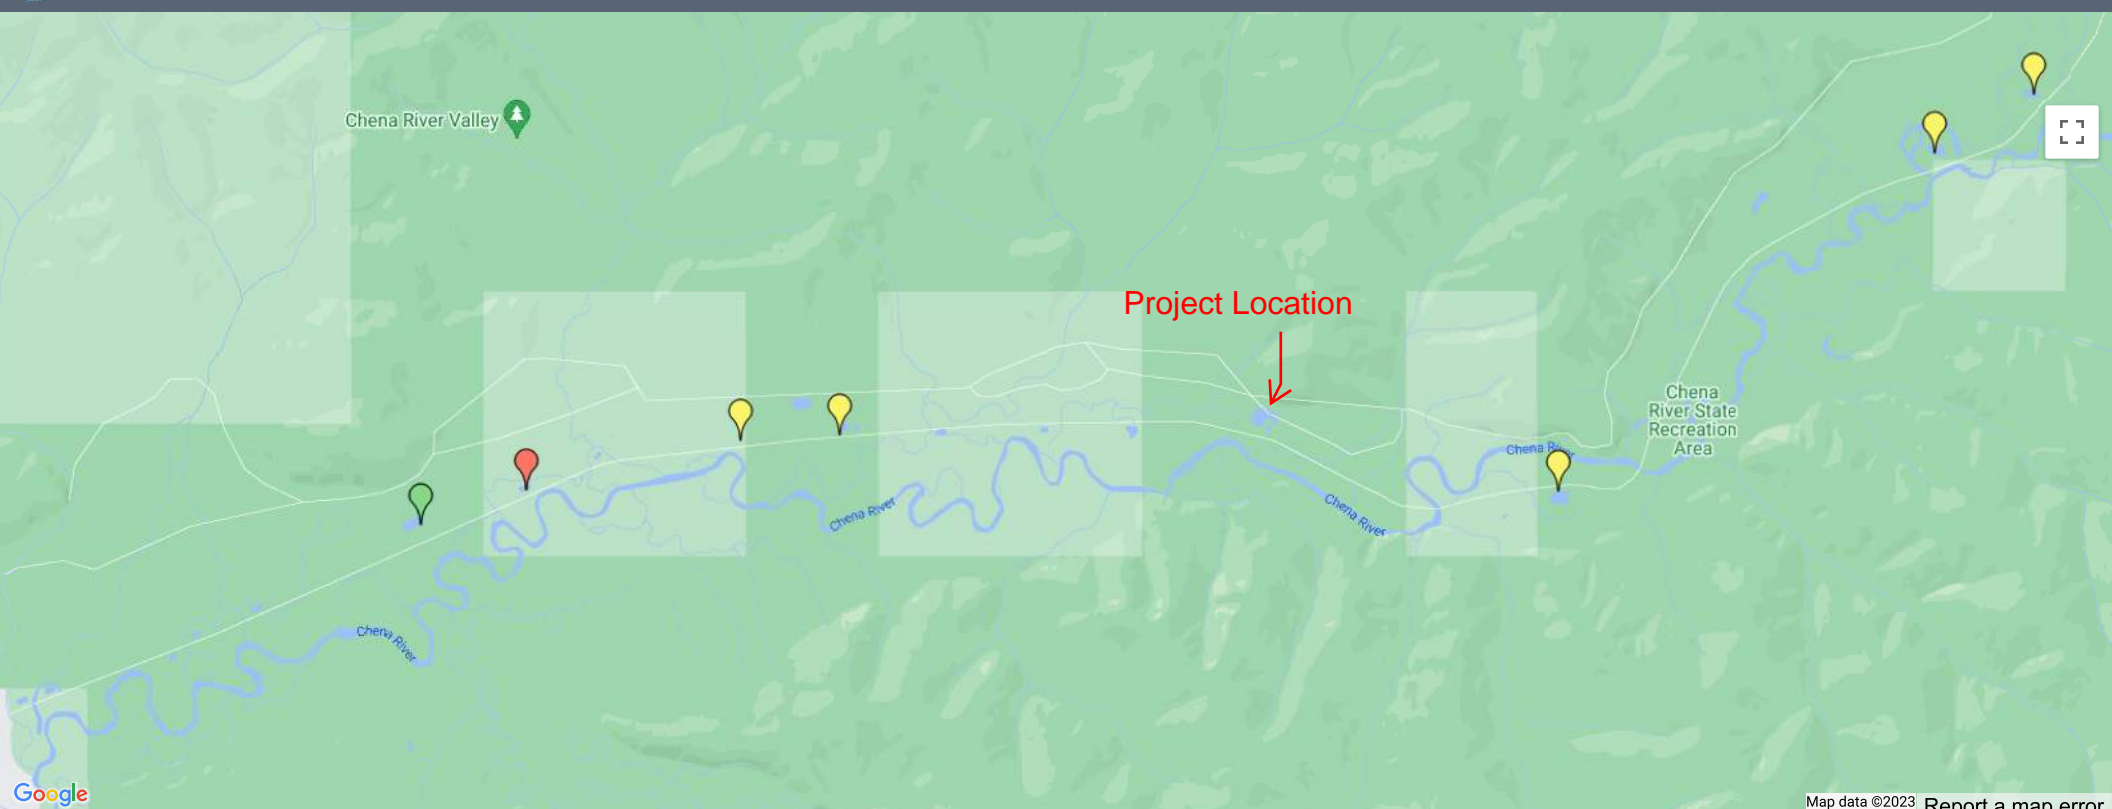 Chena River Valley
Project Location
Chena
River State
Recreation
Area
Chena River
Chena River
Chena River
Chena River
Google
Map data ©2023 Report a map error